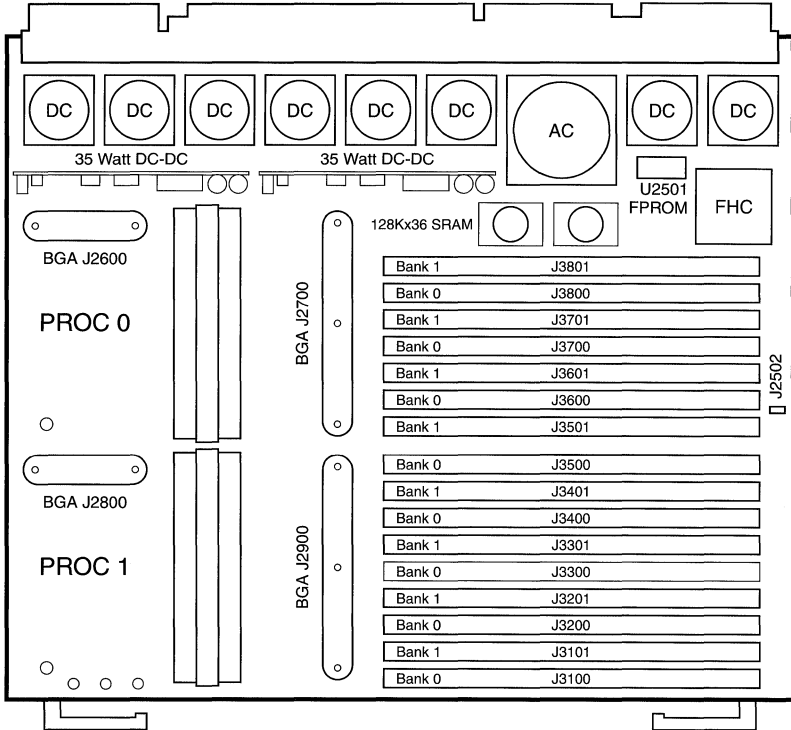 DC DC DC DC DC DC AC DC DC
35 Watt DC-DC 35 Watt DC-DC
U2501
FPROM
FHC
128Kx36 SRAM
BGA J2600
PROC 0
BGA J2700
Bank 1 J3801
Bank 0 J3800
Bank 1 J3701
Bank 0 J3700
Bank 1 J3601
Bank 0 J3600
Bank 1 J3501
J2502
BGA J2800
PROC 1
BGA J2900
Bank 0 J3500
Bank 1 J3401
Bank 0 J3400
Bank 1 J3301
Bank 0 J3300
Bank 1 J3201
Bank 0 J3200
Bank 1 J3101
Bank 0 J3100